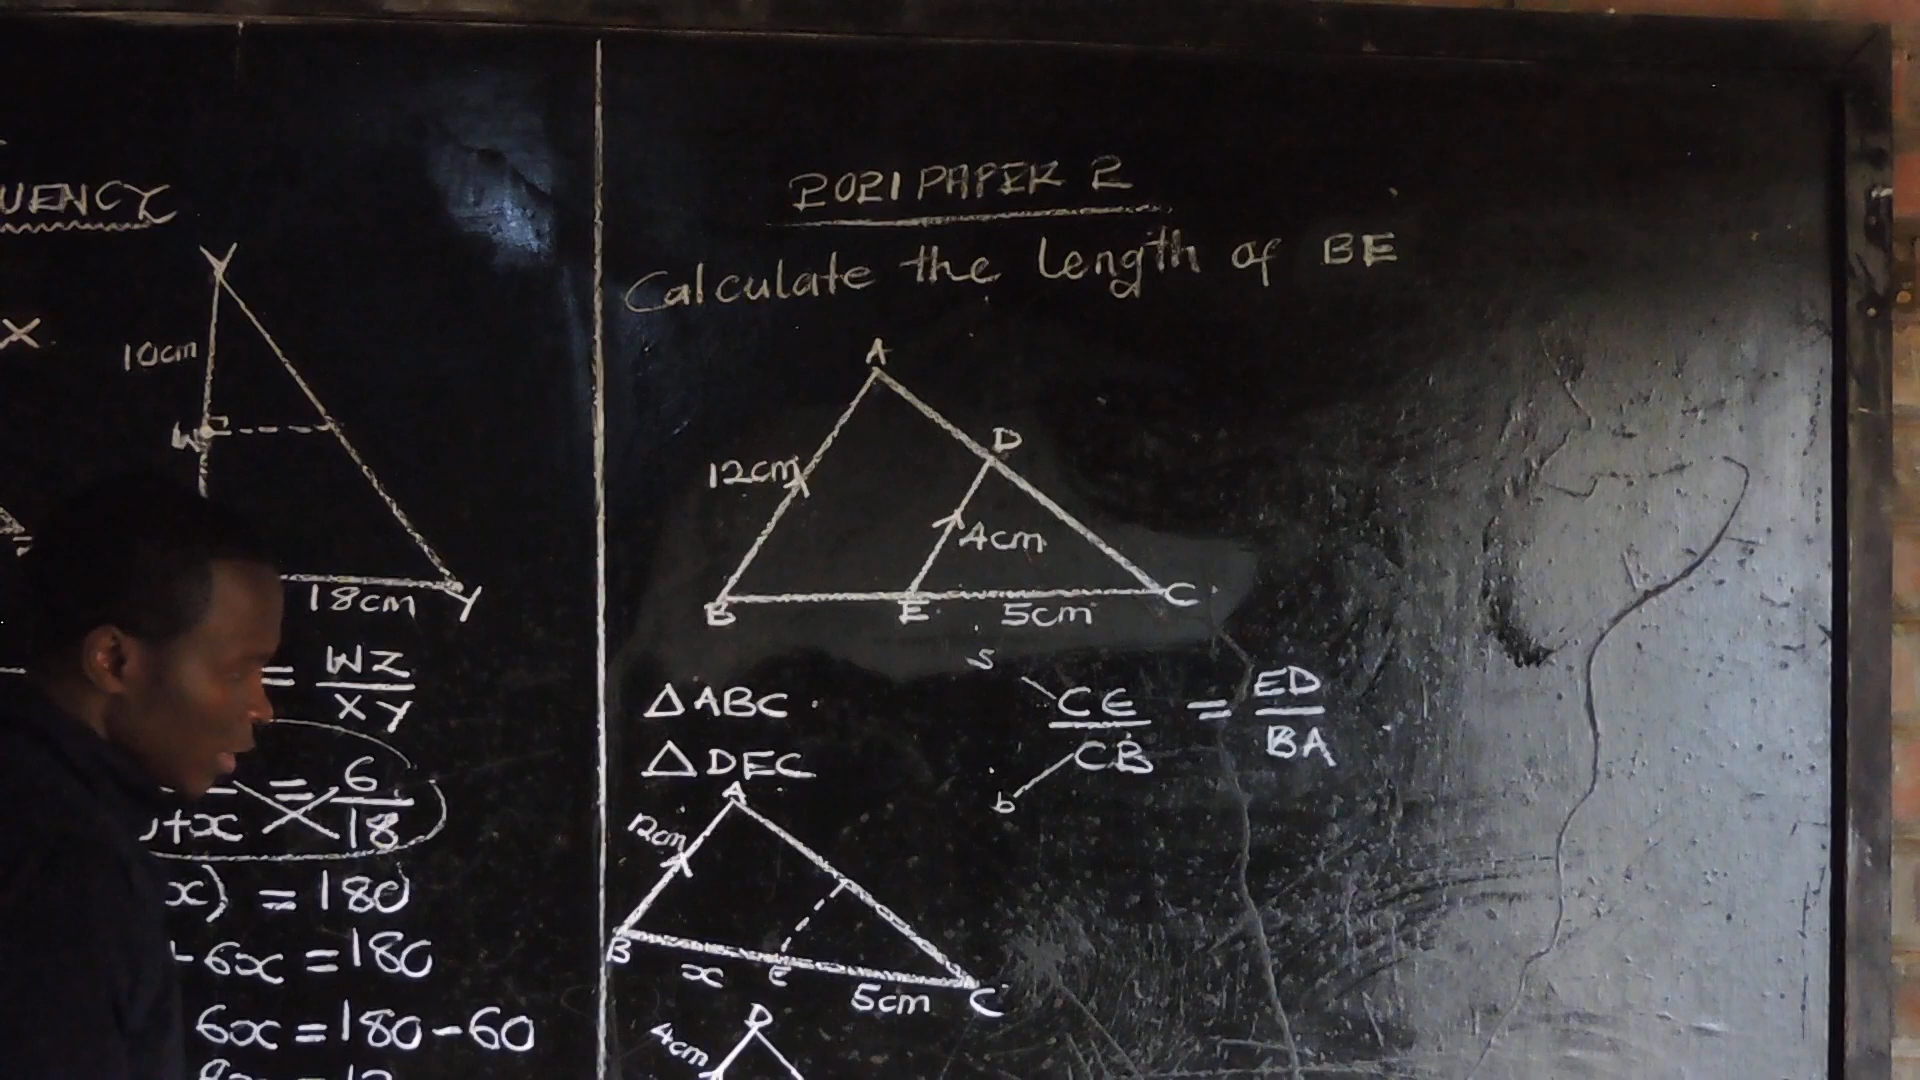 UENCY
X
10cm
W
18cm Y
= WZ
XY
= 6
+x 18
x) = 180
-6x = 180
6x = 180 - 60
2021 PAPER 2
Calculate the length of BE
A
D
12cm
4cm
B E C
5cm
s
△ABC
△DEC
CE = ED
CB BA
b
A
12cm
B x E C
5cm
D
4cm